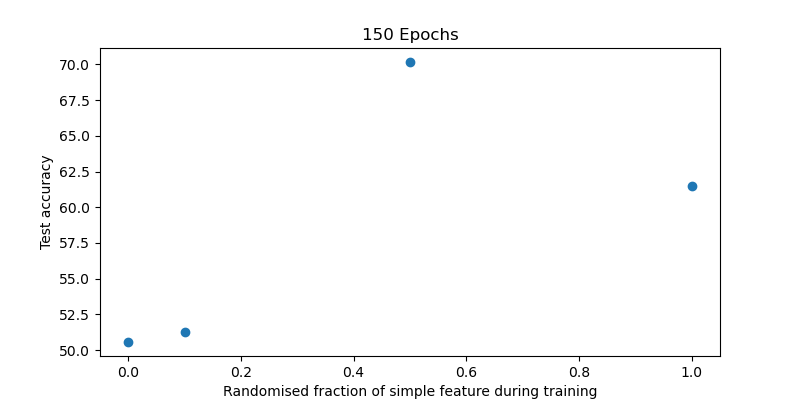 150 Epochs
Test accuracy
70.0
67.5
65.0
62.5
60.0
57.5
55.0
52.5
50.0
0.0 0.2 0.4 0.6 0.8 1.0
Randomised fraction of simple feature during training